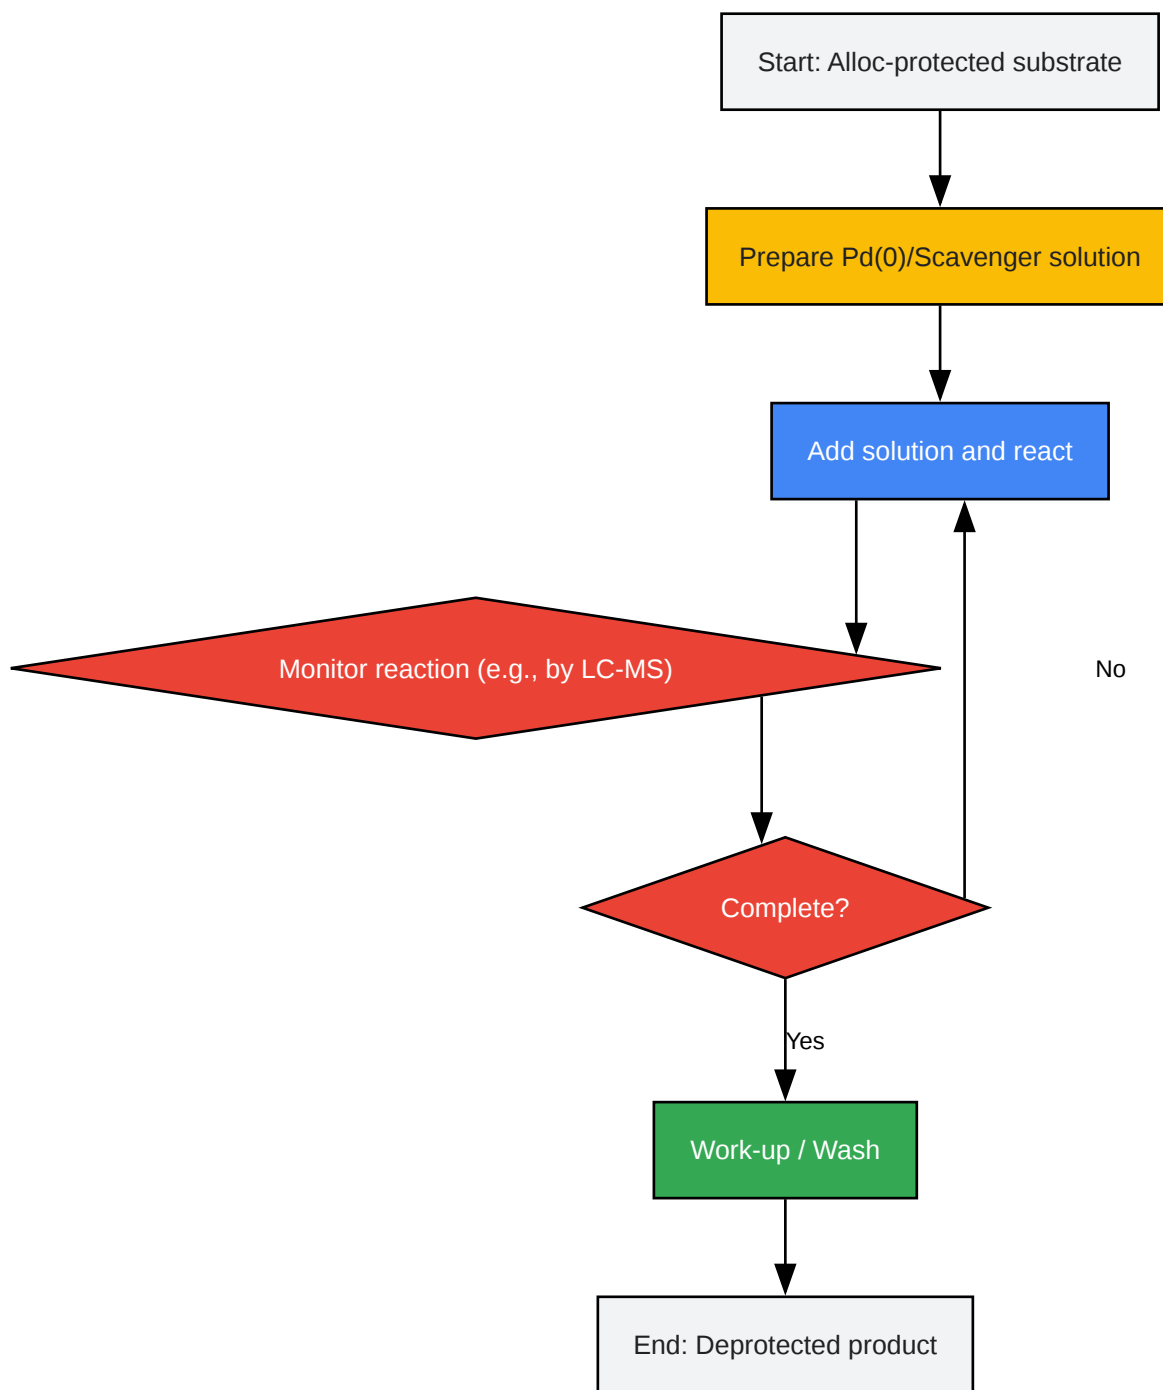 Start: Alloc-protected substrate
Prepare Pd(0)/Scavenger solution
Add solution and react
Monitor reaction (e.g., by LC-MS)
No
Complete?
Yes
Work-up / Wash
End: Deprotected product